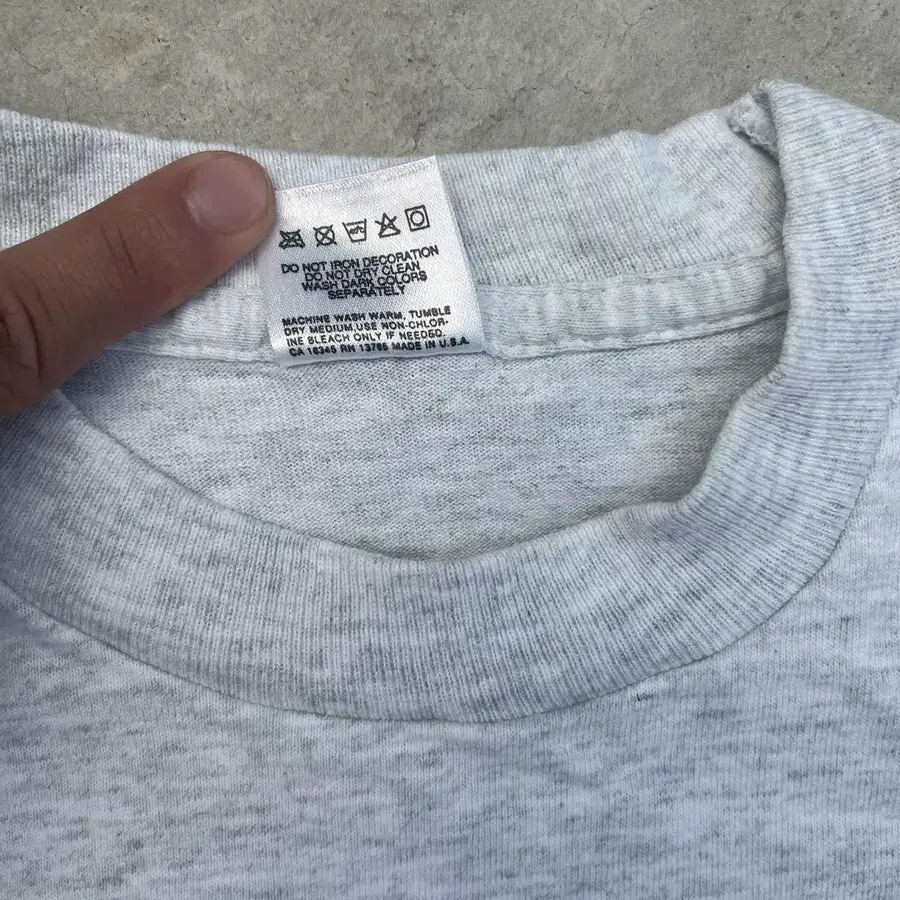 DO NOT IRON DECORATION
DO NOT DRY CLEAN
WASH DARK COLORS
SEPARATELY
MACHINE WASH WARM, TUMBLE
DRY MEDIUM,USE NON-CHLOR-
INE BLEACH ONLY IF NEEDED.
CA 16345 RN 13765 MADE IN U.S.A.